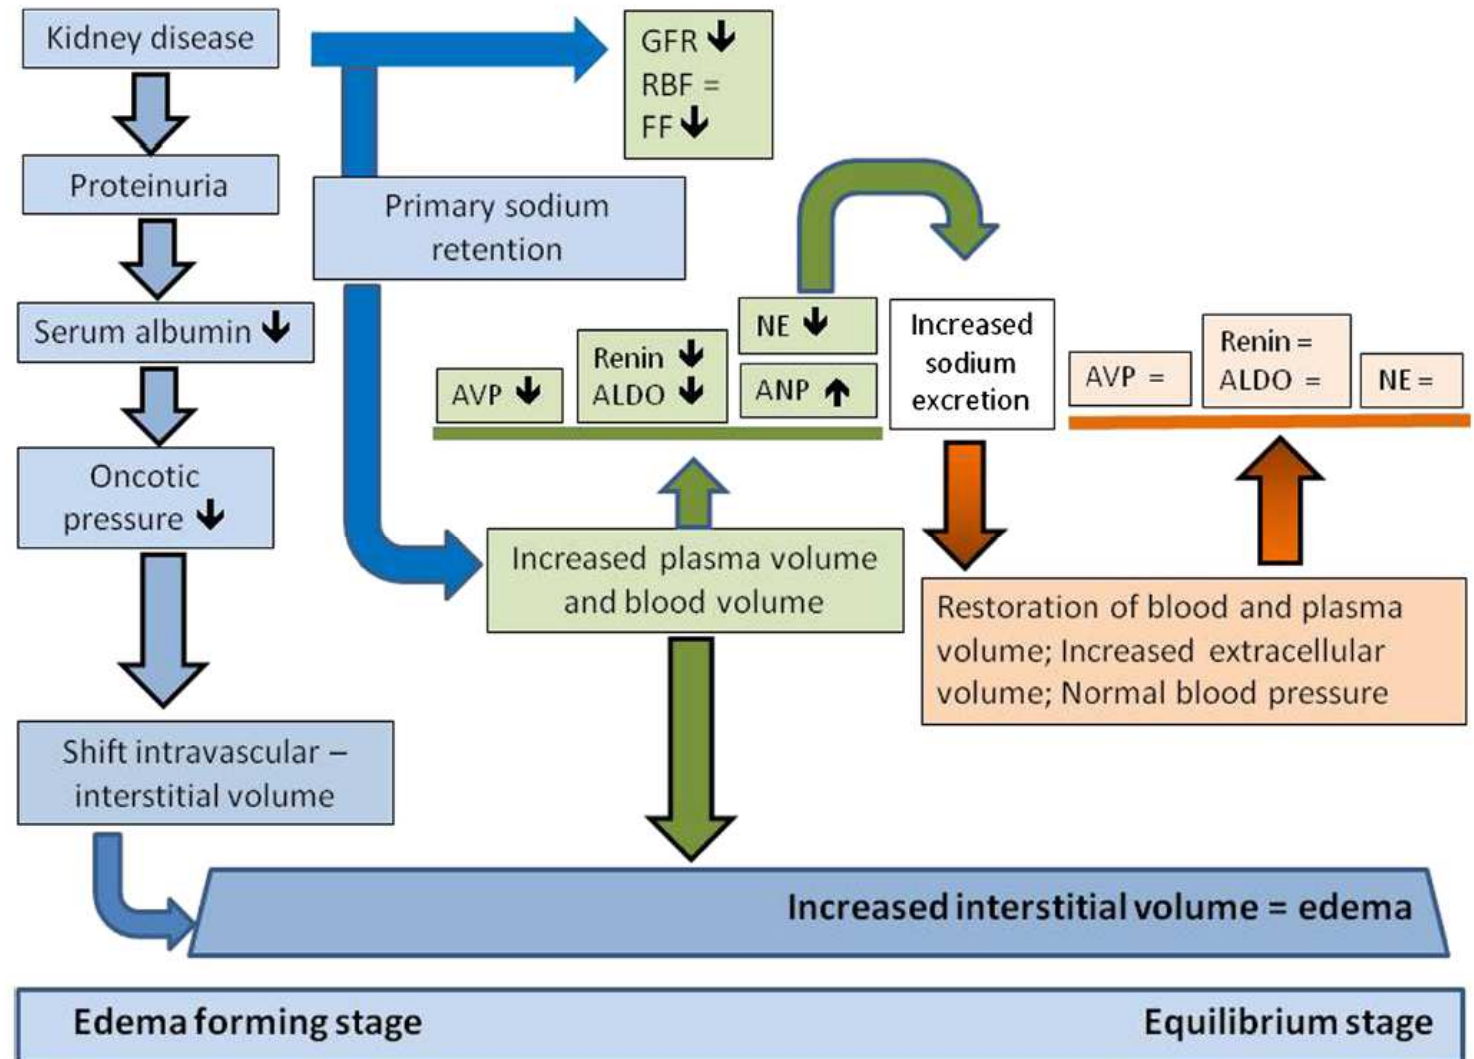 Kidney disease
Proteinuria
Serum albumin ↓
Oncotic
pressure ↓
Shift intravascular –
interstitial volume
GFR ↓
RBF =
FF ↓
Primary sodium
retention
AVP ↓
Renin ↓
ALDO ↓
NE ↓
ANP ↑
Increased
sodium
excretion
AVP =
Renin =
ALDO =
NE =
Increased plasma volume
and blood volume
Restoration of blood and plasma
volume; Increased extracellular
volume; Normal blood pressure
Increased interstitial volume = edema
Edema forming stage
Equilibrium stage